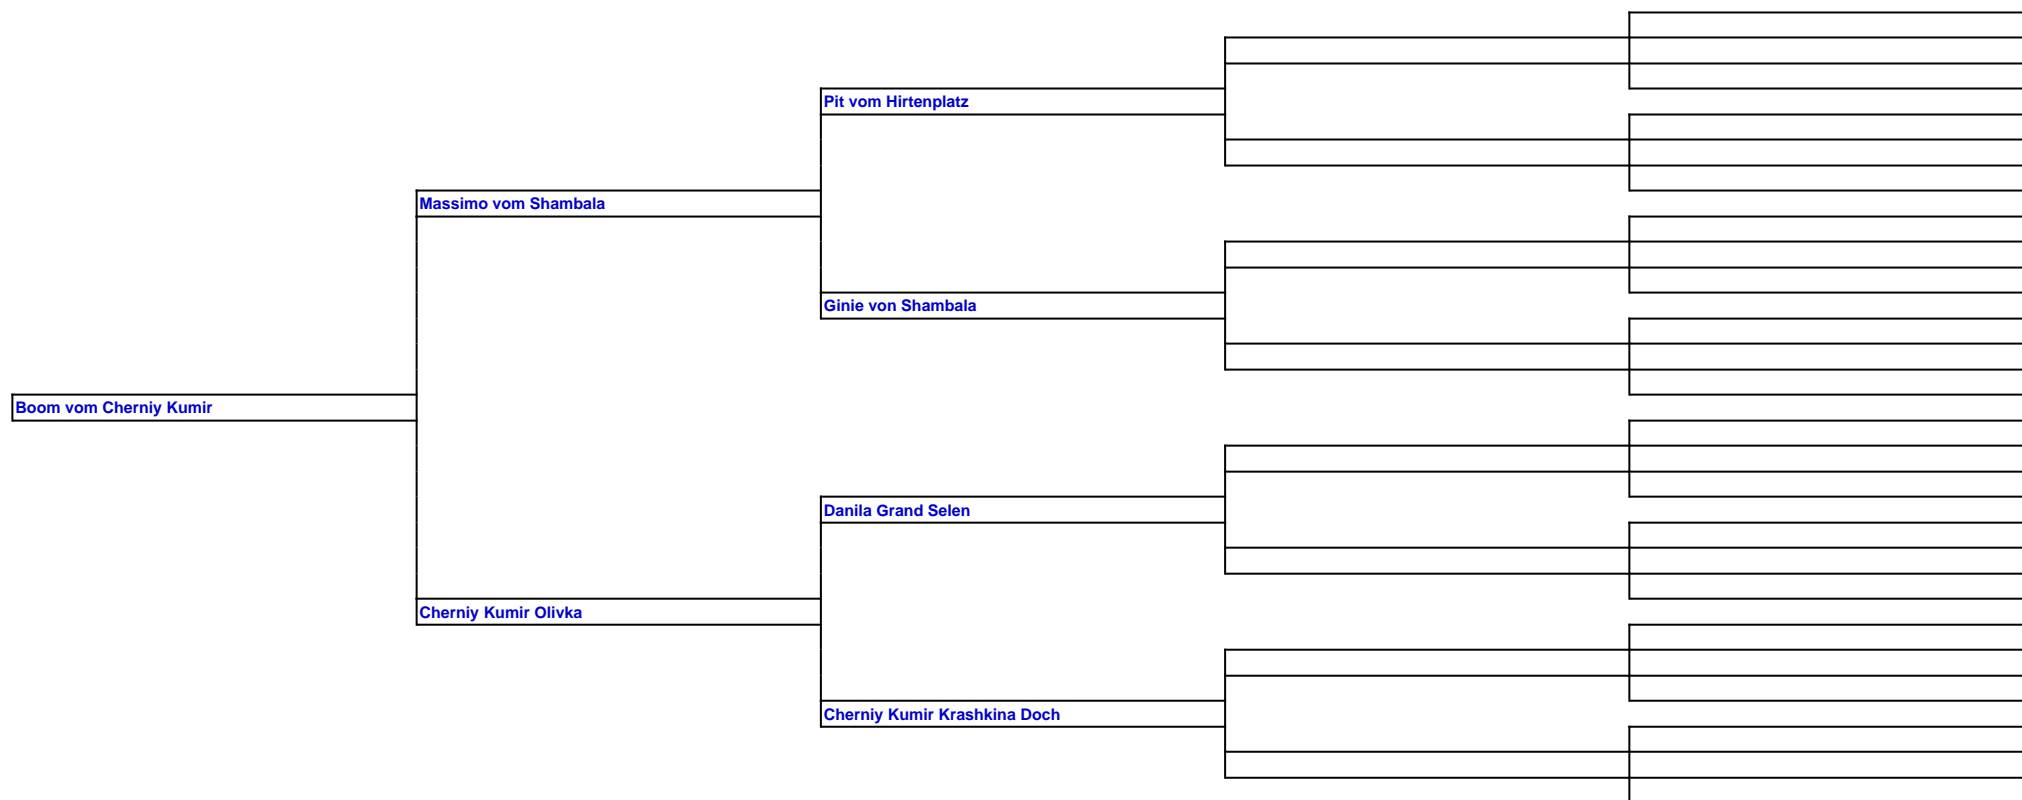 Pit vom Hirtenplatz
Massimo vom Shambala
Ginie von Shambala
Boom vom Cherniy Kumir
Danila Grand Selen
Cherniy Kumir Olivka
Cherniy Kumir Krashkina Doch